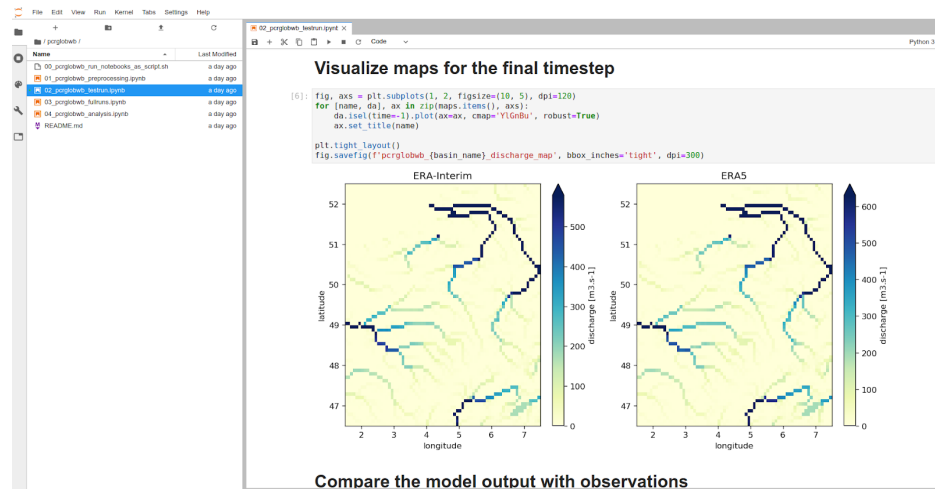 File Edit View Run Kernel Tabs Settings Help
/ pcrglobwb /
Name Last Modified
00_pcrglobwb_run_notebooks_as_script.sh a day ago
01_pcrglobwb_preprocessing.ipynb a day ago
02_pcrglobwb_testrun.ipynb a day ago
03_pcrglobwb_fullruns.ipynb a day ago
04_pcrglobwb_analysis.ipynb a day ago
README.md a day ago
02_pcrglobwb_testrun.ipynt
Code
Python 3
Visualize maps for the final timestep
[6]: fig, axs = plt.subplots(1, 2, figsize=(10, 5), dpi=120)
for [name, da], ax in zip(maps.items(), axs):
    da.isel(time=-1).plot(ax=ax, cmap='YlGnBu', robust=True)
    ax.set_title(name)
plt.tight_layout()
fig.savefig(f'pcrglobwb_{basin_name}_discharge_map', bbox_inches='tight', dpi=300)
ERA-Interim
52
51
50
49
48
47
latitude
2 3 4 5 6 7
longitude
500
400
300
200
100
0
discharge [m3.s-1]
ERA5
52
51
50
49
48
47
latitude
2 3 4 5 6 7
longitude
600
500
400
300
200
100
0
discharge [m3.s-1]
Compare the model output with observations